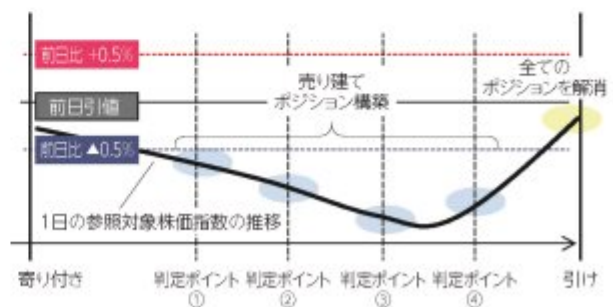 前日比 +0.5%
前日引値
前日比 ▲0.5%
売り建て
ポジション構築
全ての
ポジションを解消
1日の参照対象株価指数の推移
寄り付き
判定ポイント
①
判定ポイント
②
判定ポイント
③
判定ポイント
④
引け